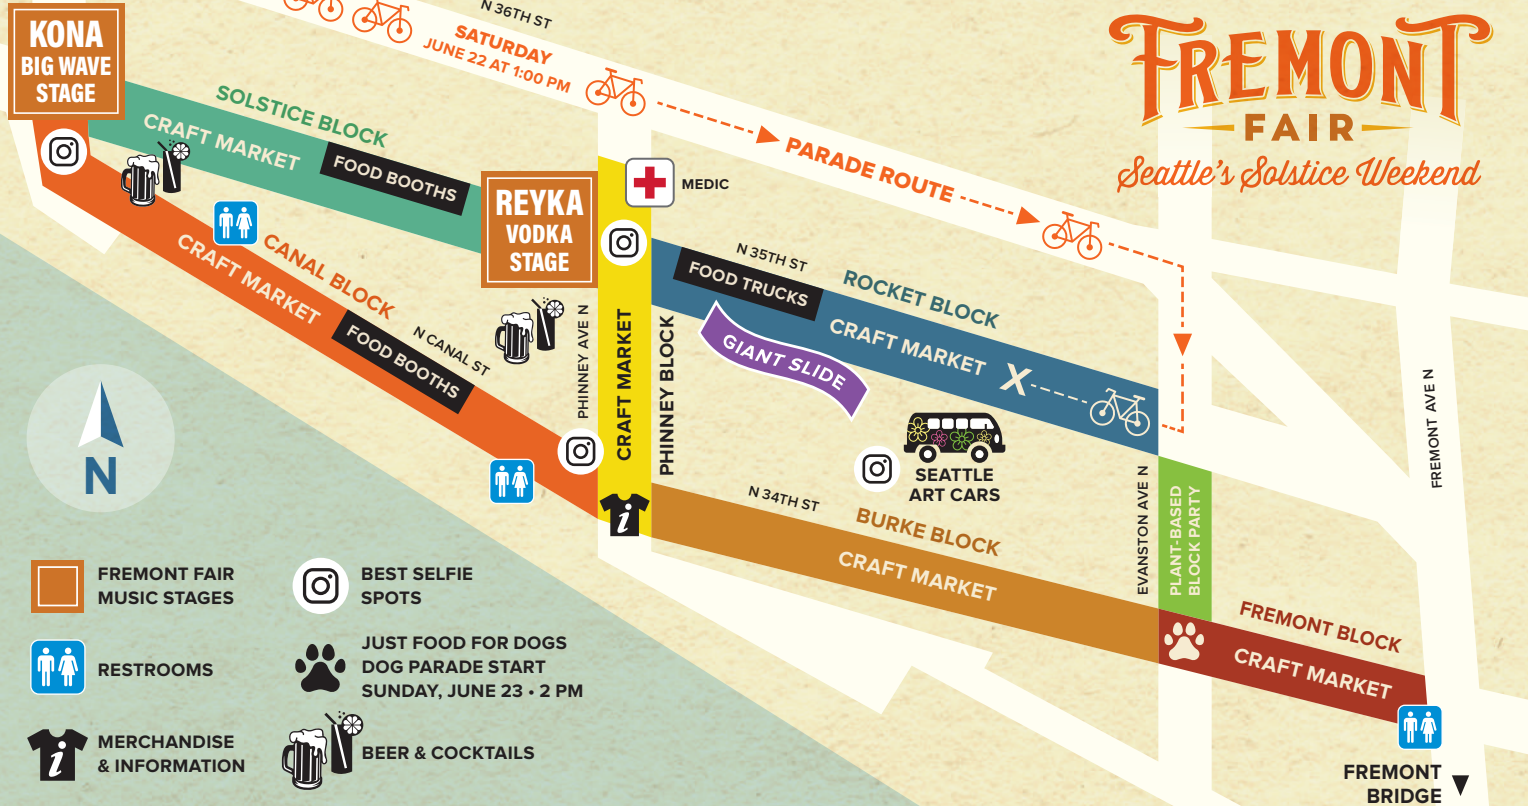 KONA
BIG WAVE
STAGE
N 36TH ST
SATURDAY
JUNE 22 AT 1:00 PM
FREMONT
FAIR
Seattle's Solstice Weekend
SOLSTICE BLOCK
CRAFT MARKET
FOOD BOOTHS
PARADE ROUTE
MEDIC
REYKA
VODKA
STAGE
CANAL BLOCK
CRAFT MARKET
FOOD BOOTHS
N CANAL ST
PHINNEY AVE N
CRAFT MARKET
PHINNEY BLOCK
N 35TH ST
FOOD TRUCKS
ROCKET BLOCK
CRAFT MARKET
X
GIANT SLIDE
SEATTLE
ART CARS
N 34TH ST
BURKE BLOCK
CRAFT MARKET
EVANSTON AVE N
PLANT-BASED
BLOCK PARTY
FREMONT AVE N
FREMONT BLOCK
CRAFT MARKET
FREMONT
BRIDGE
N
i
FREMONT FAIR
MUSIC STAGES
BEST SELFIE
SPOTS
RESTROOMS
JUST FOOD FOR DOGS
DOG PARADE START
SUNDAY, JUNE 23 • 2 PM
i
MERCHANDISE
& INFORMATION
BEER & COCKTAILS